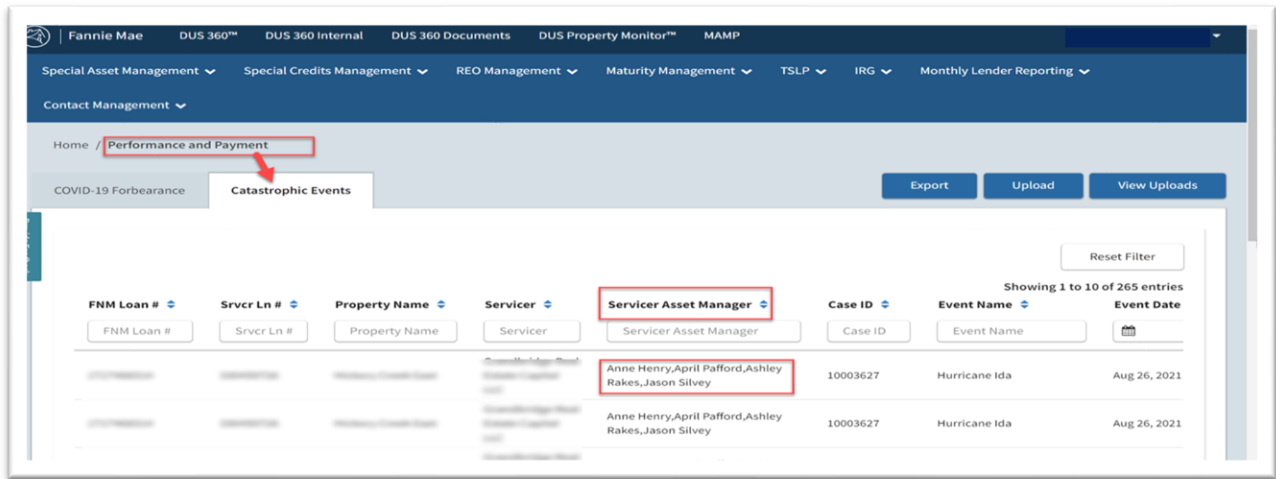 Fannie Mae DUS 360™ DUS 360 Internal DUS 360 Documents DUS Property Monitor™ MAMP
Special Asset Management Special Credits Management REO Management Maturity Management TSLP IRG Monthly Lender Reporting
Contact Management
Home / Performance and Payment
COVID-19 Forbearance Catastrophic Events Export Upload View Uploads
Reset Filter
Showing 1 to 10 of 265 entries
FNM Loan # Srvcr Ln # Property Name Servicer Servicer Asset Manager Case ID Event Name Event Date
FNM Loan # Srvcr Ln # Property Name Servicer Servicer Asset Manager Case ID Event Name
Anne Henry,April Pafford,Ashley
Rakes,Jason Silvey 10003627 Hurricane Ida Aug 26, 2021
Anne Henry,April Pafford,Ashley
Rakes,Jason Silvey 10003627 Hurricane Ida Aug 26, 2021